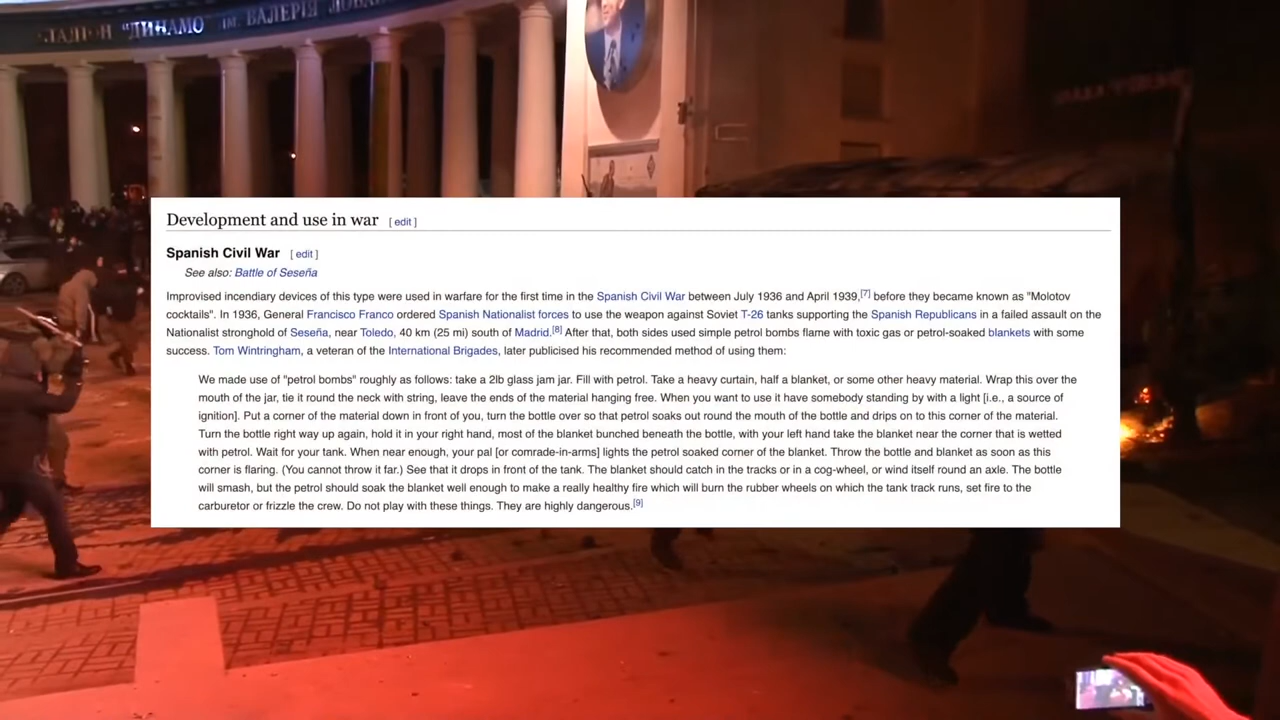 "ДИНАМО ІМ. ВАЛЕРІЯ
Development and use in war [ edit ]
Spanish Civil War [ edit ]
See also: Battle of Seseña
Improvised incendiary devices of this type were used in warfare for the first time in the Spanish Civil War between July 1936 and April 1939,[7] before they became known as "Molotov
cocktails". In 1936, General Francisco Franco ordered Spanish Nationalist forces to use the weapon against Soviet T-26 tanks supporting the Spanish Republicans in a failed assault on the
Nationalist stronghold of Seseña, near Toledo, 40 km (25 mi) south of Madrid.[8] After that, both sides used simple petrol bombs flame with toxic gas or petrol-soaked blankets with some
success. Tom Wintringham, a veteran of the International Brigades, later publicised his recommended method of using them:
We made use of "petrol bombs" roughly as follows: take a 2lb glass jam jar. Fill with petrol. Take a heavy curtain, half a blanket, or some other heavy material. Wrap this over the
mouth of the jar, tie it round the neck with string, leave the ends of the material hanging free. When you want to use it have somebody standing by with a light [i.e., a source of
ignition]. Put a corner of the material down in front of you, turn the bottle over so that petrol soaks out round the mouth of the bottle and drips on to this corner of the material.
Turn the bottle right way up again, hold it in your right hand, most of the blanket bunched beneath the bottle, with your left hand take the blanket near the corner that is wetted
with petrol. Wait for your tank. When near enough, your pal [or comrade-in-arms] lights the petrol soaked corner of the blanket. Throw the bottle and blanket as soon as this
corner is flaring. (You cannot throw it far.) See that it drops in front of the tank. The blanket should catch in the tracks or in a cog-wheel, or wind itself round an axle. The bottle
will smash, but the petrol should soak the blanket well enough to make a really healthy fire which will burn the rubber wheels on which the tank track runs, set fire to the
carburetor or frizzle the crew. Do not play with these things. They are highly dangerous.[9]